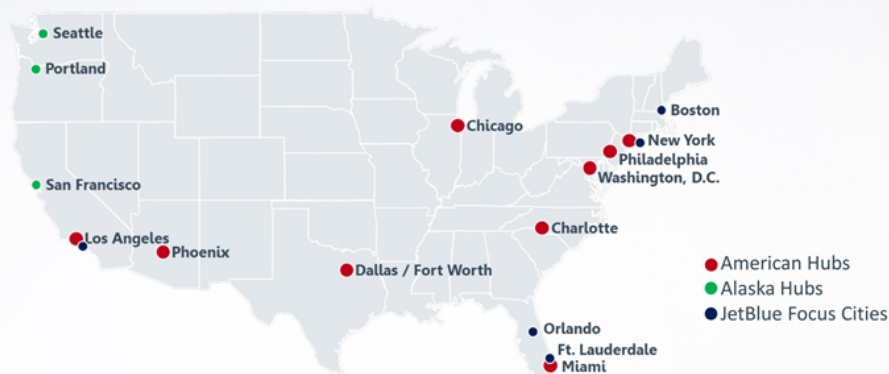 Seattle
Portland
Boston
Chicago
New York
Philadelphia
Washington, D.C.
San Francisco
Los Angeles
Phoenix
Charlotte
Dallas / Fort Worth
American Hubs
Alaska Hubs
JetBlue Focus Cities
Orlando
Ft. Lauderdale
Miami